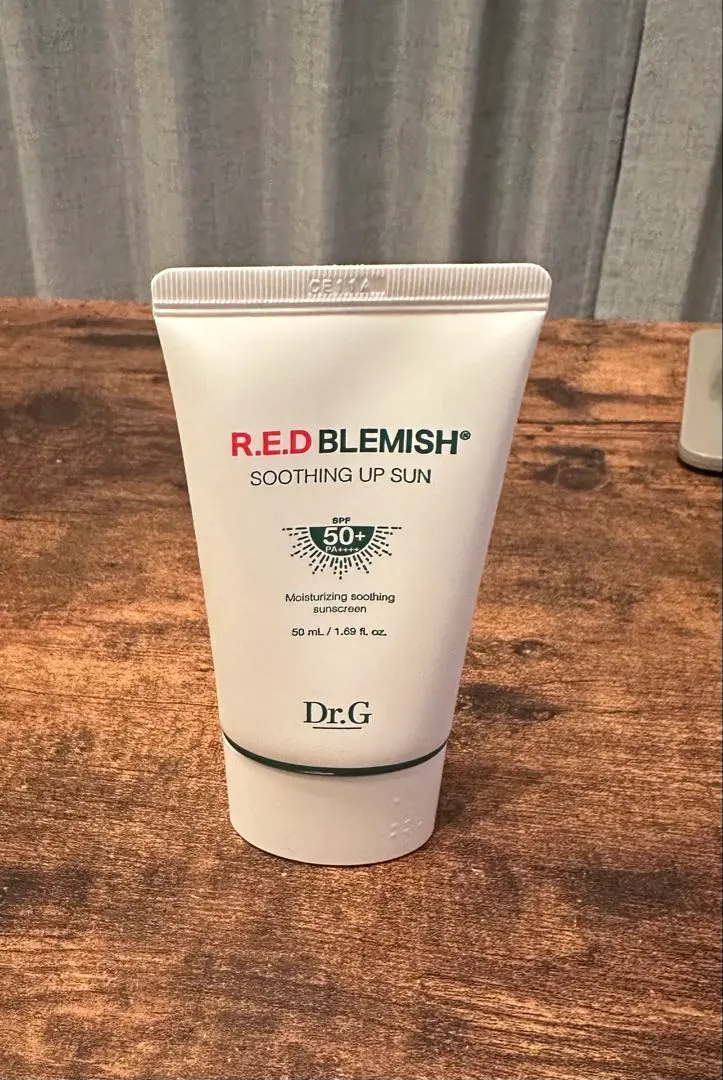 R.E.D BLEMISH®
SOOTHING UP SUN
SPF
50+
PA++++
Moisturizing soothing
sunscreen
50 mL / 1.69 fl. oz.
Dr.G